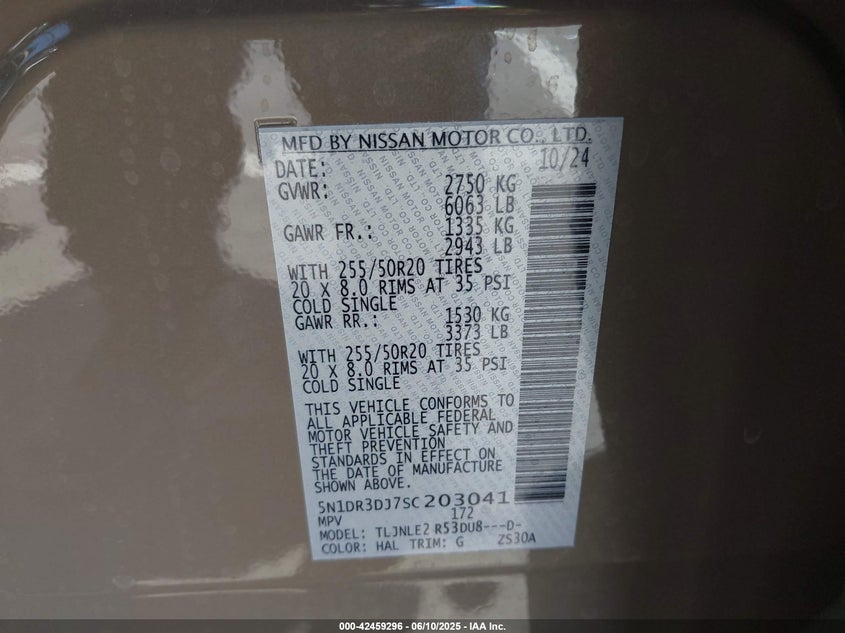 MFD BY NISSAN MOTOR CO., LTD.
DATE: 10/24
GVWR: 2750 KG
6063 LB
GAWR FR.: 1335 KG
2943 LB
WITH 255/50R20 TIRES
20 X 8.0 RIMS AT 35 PSI
COLD SINGLE
GAWR RR.: 1530 KG
3373 LB
WITH 255/50R20 TIRES
20 X 8.0 RIMS AT 35 PSI
COLD SINGLE
THIS VEHICLE CONFORMS TO
ALL APPLICABLE FEDERAL
MOTOR VEHICLE SAFETY AND
THEFT PREVENTION
STANDARDS IN EFFECT ON
THE DATE OF MANUFACTURE
SHOWN ABOVE.
5N1DR3DJ7SC203041
MPV 172
MODEL: TLJNLE2 R53DU8---D-
COLOR: HAL TRIM: G ZS30A
000-42459296 - 06/10/2025 - IAA Inc.